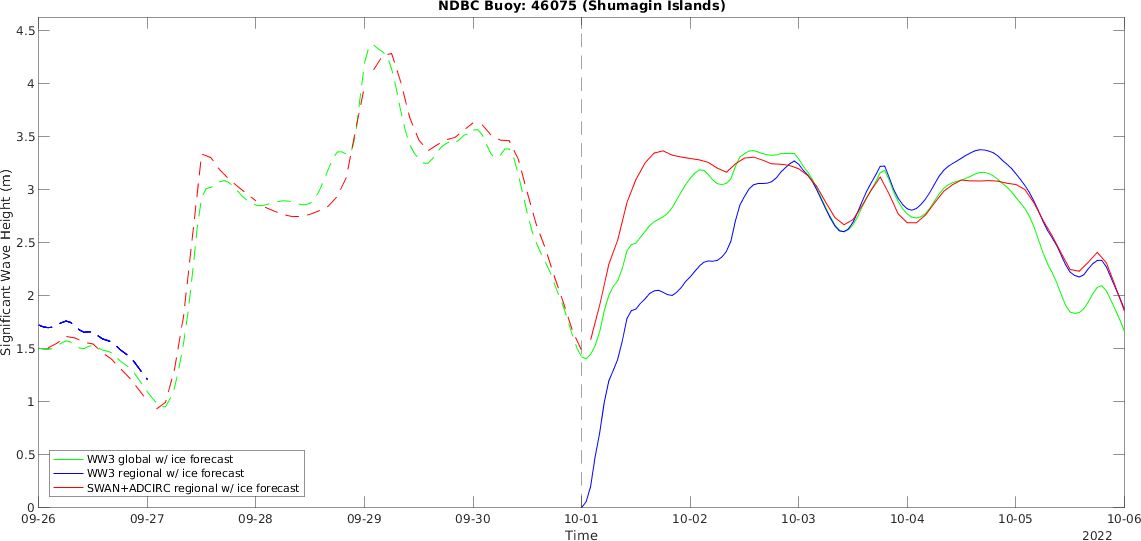 NDBC Buoy: 46075 (Shumagin Islands)
4.5
4
3.5
3
2.5
2
1.5
1
0.5
0
Significant Wave Height (m)
WW3 global w/ ice forecast
WW3 regional w/ ice forecast
SWAN+ADCIRC regional w/ ice forecast
09-26 09-27 09-28 09-29 09-30 10-01 10-02 10-03 10-04 10-05 10-06
Time
2022